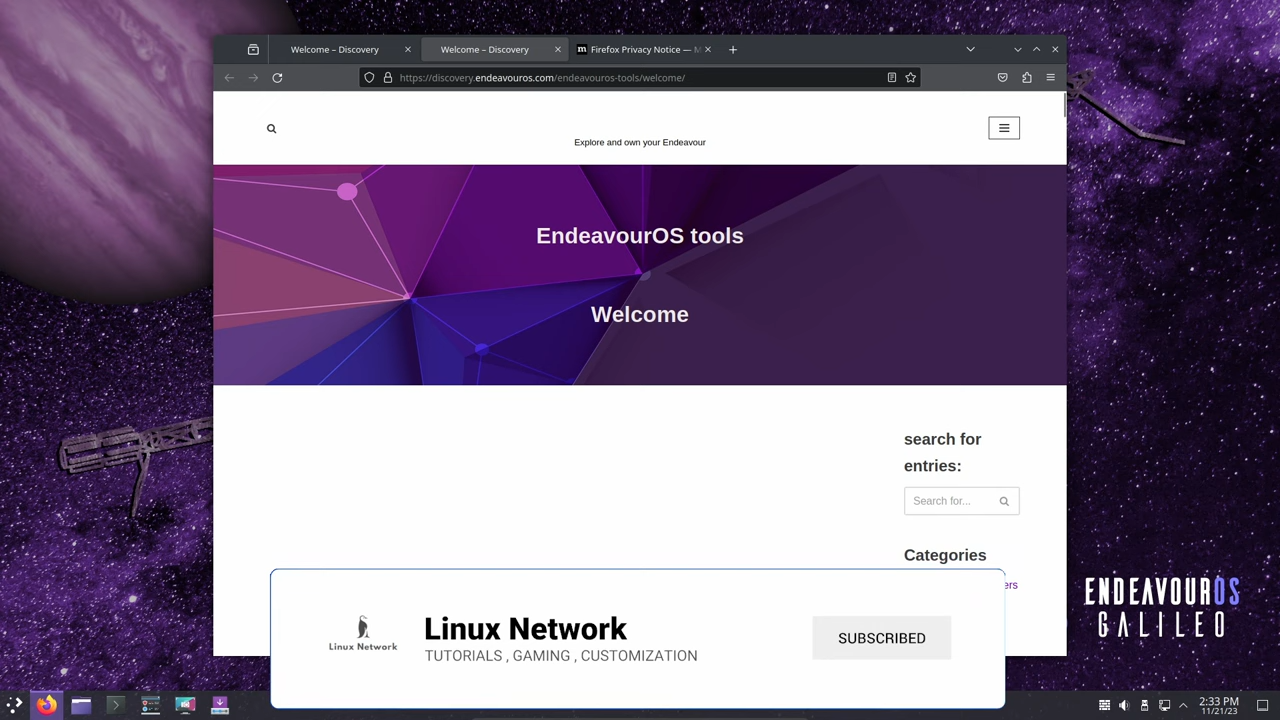 Welcome – Discovery
Welcome – Discovery
Firefox Privacy Notice — M
https://discovery.endeavouros.com/endeavouros-tools/welcome/
Explore and own your Endeavour
EndeavourOS tools
Welcome
search for
entries:
Search for...
Categories
ers
Linux Network
Linux Network
TUTORIALS , GAMING , CUSTOMIZATION
SUBSCRIBED
ENDEAVOUROS
GALILEO
2:33 PM
11/21/23